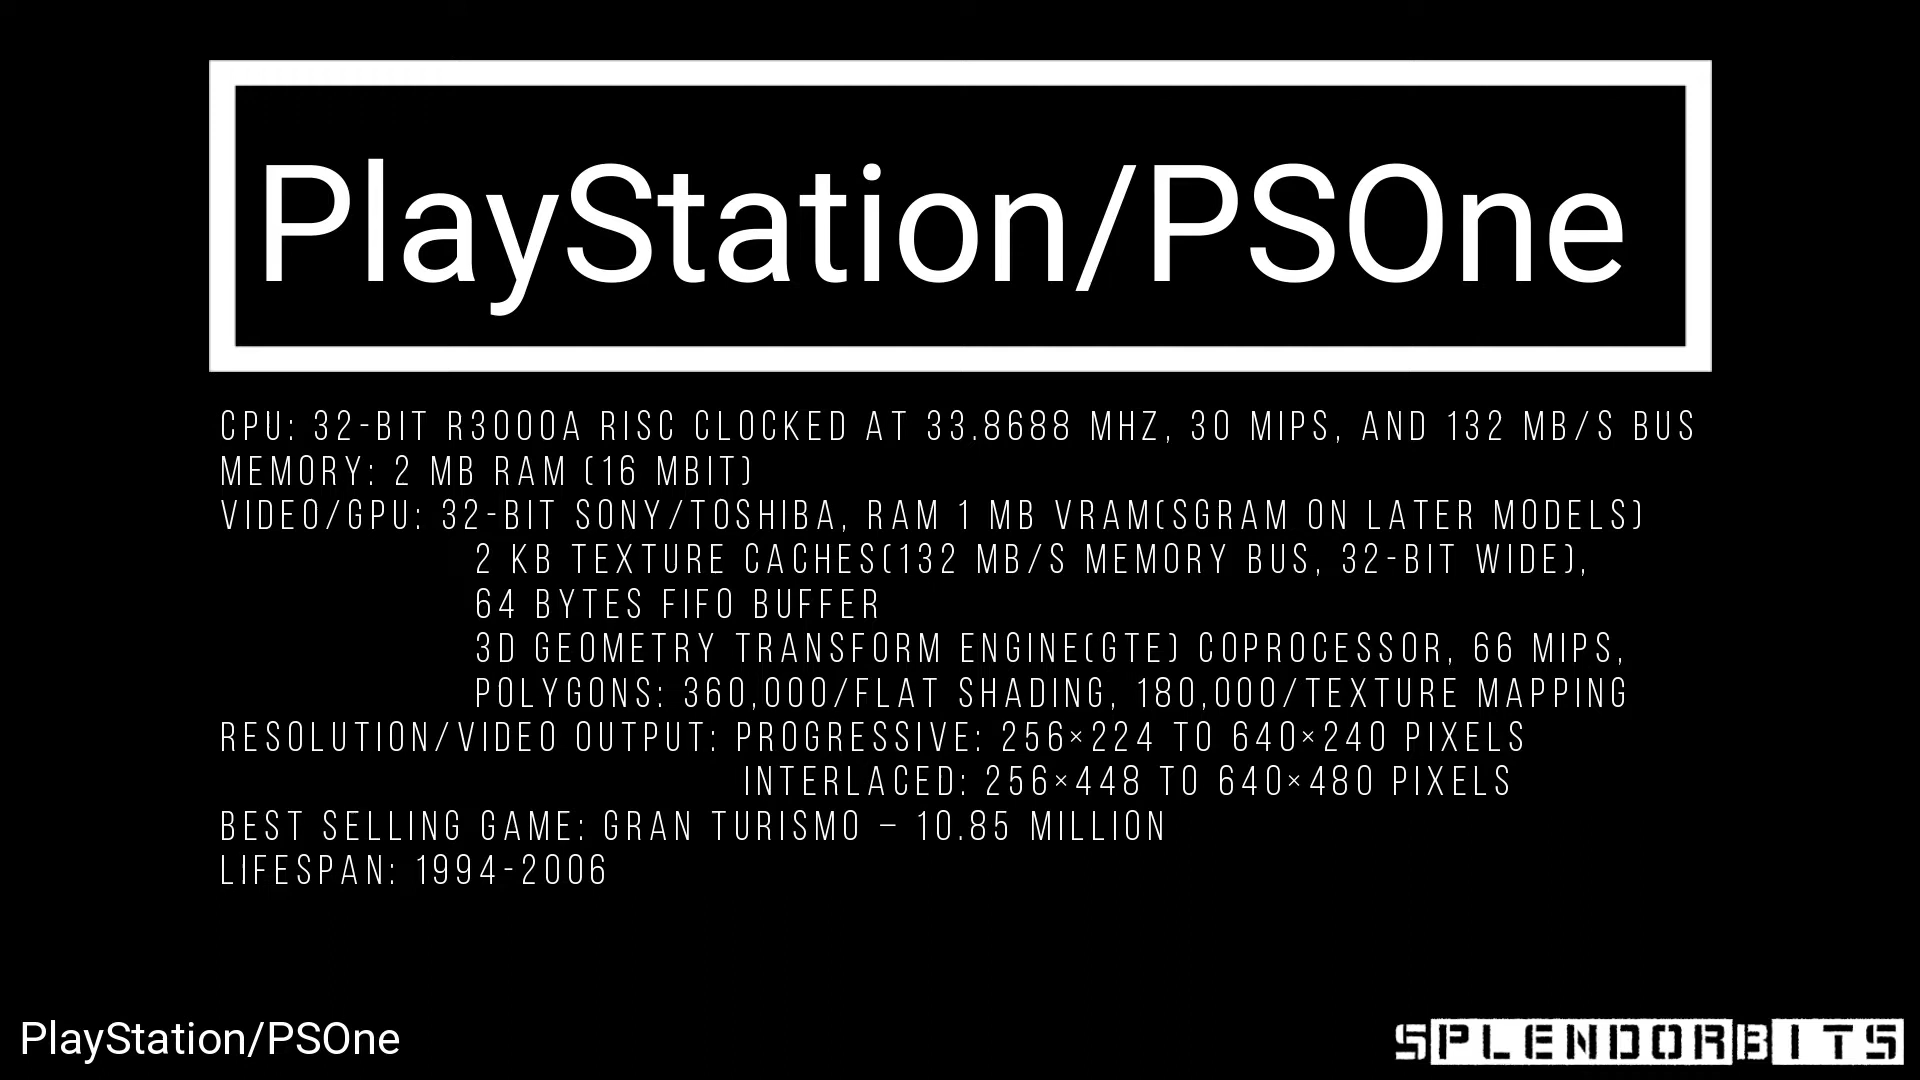 PlayStation/PSOne
CPU: 32-BIT R3000A RISC CLOCKED AT 33.8688 MHZ, 30 MIPS, AND 132 MB/S BUS
MEMORY: 2 MB RAM (16 MBIT)
VIDEO/GPU: 32-BIT SONY/TOSHIBA, RAM 1 MB VRAM(SGRAM ON LATER MODELS)
2 KB TEXTURE CACHES(132 MB/S MEMORY BUS, 32-BIT WIDE),
64 BYTES FIFO BUFFER
3D GEOMETRY TRANSFORM ENGINE(GTE) COPROCESSOR, 66 MIPS,
POLYGONS: 360,000/FLAT SHADING, 180,000/TEXTURE MAPPING
RESOLUTION/VIDEO OUTPUT: PROGRESSIVE: 256×224 TO 640×240 PIXELS
INTERLACED: 256×448 TO 640×480 PIXELS
BEST SELLING GAME: GRAN TURISMO – 10.85 MILLION
LIFESPAN: 1994-2006
PlayStation/PSOne
SPLENDORBITS